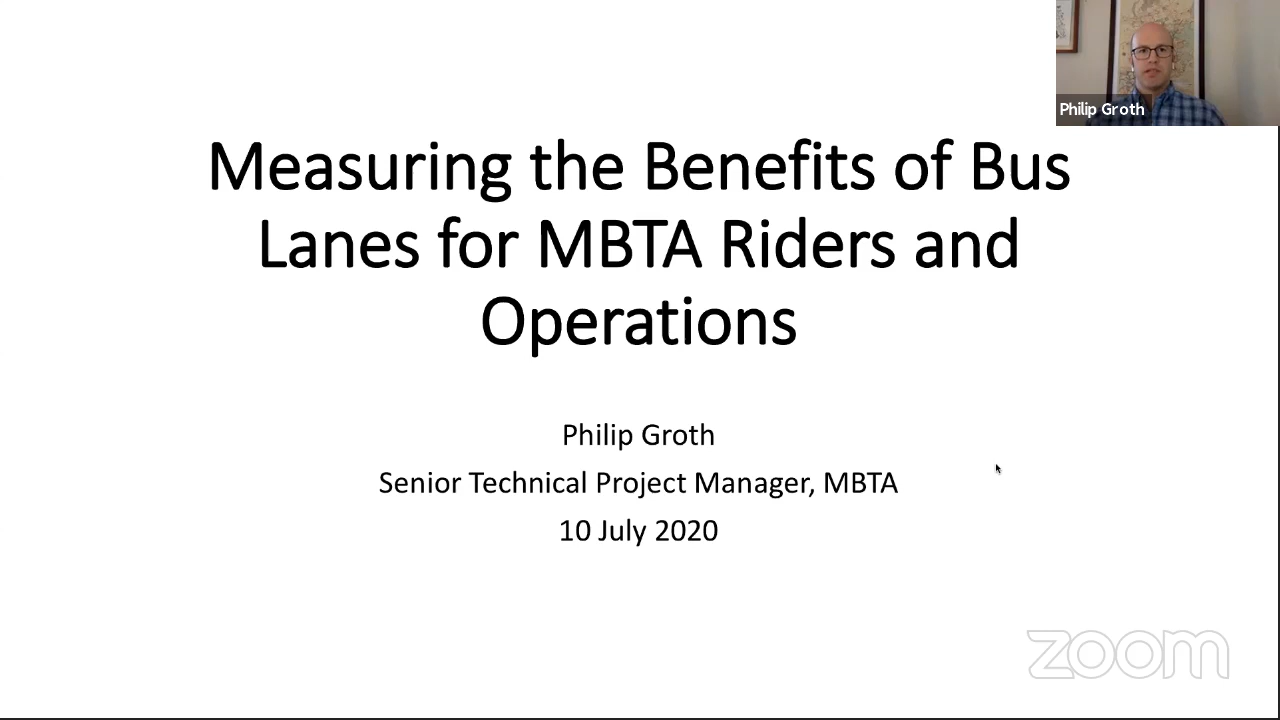 Philip Groth
Measuring the Benefits of Bus
Lanes for MBTA Riders and
Operations
Philip Groth
Senior Technical Project Manager, MBTA
10 July 2020
zoom